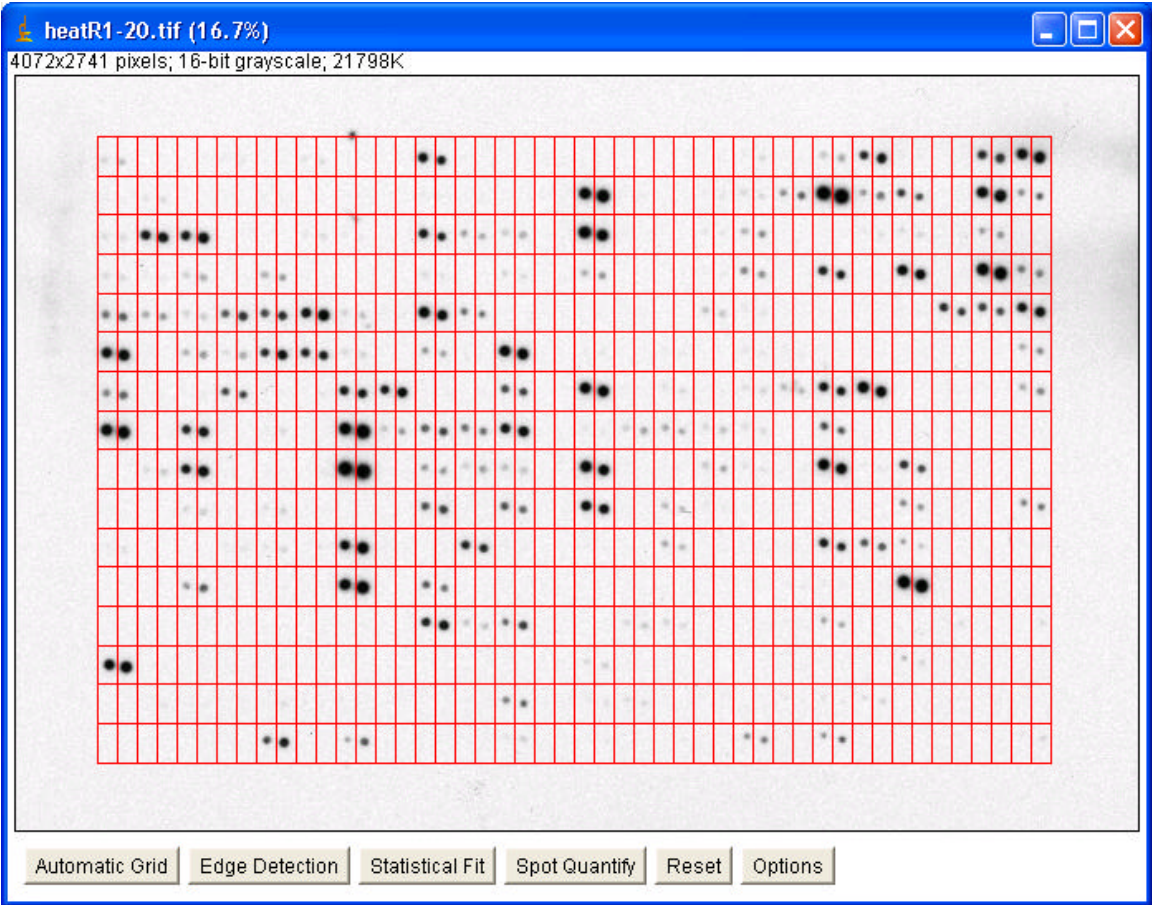 heatR1-20.tif (16.7%)
4072x2741 pixels; 16-bit grayscale; 21798K
Automatic Grid Edge Detection Statistical Fit Spot Quantify Reset Options